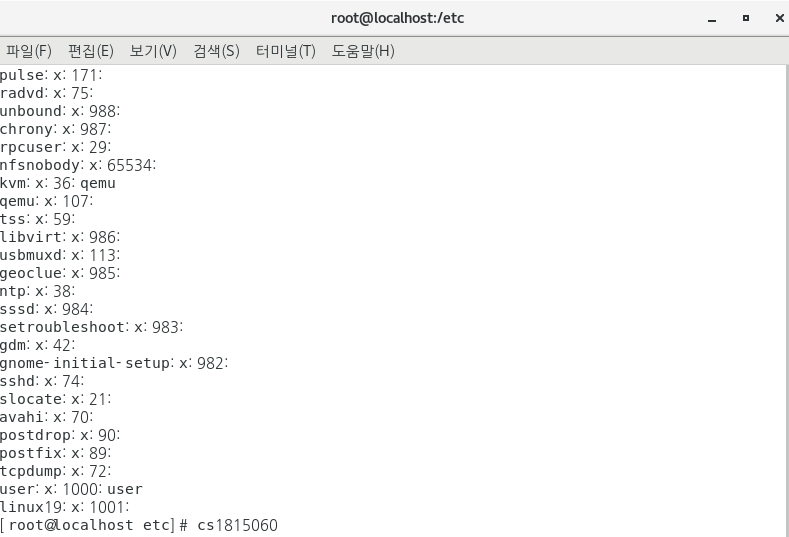 root@localhost:/etc
파일(F) 편집(E) 보기(V) 검색(S) 터미널(T) 도움말(H)
pulse:x:171:
radvd:x:75:
unbound:x:988:
chrony:x:987:
rpcuser:x:29:
nfsnobody:x:65534:
kvm:x:36:qemu
qemu:x:107:
tss:x:59:
libvirt:x:986:
usbmuxd:x:113:
geoclue:x:985:
ntp:x:38:
sssd:x:984:
setroubleshoot:x:983:
gdm:x:42:
gnome-initial-setup:x:982:
sshd:x:74:
slocate:x:21:
avahi:x:70:
postdrop:x:90:
postfix:x:89:
tcpdump:x:72:
user:x:1000:user
linux19:x:1001:
[root@localhost etc]# cs1815060